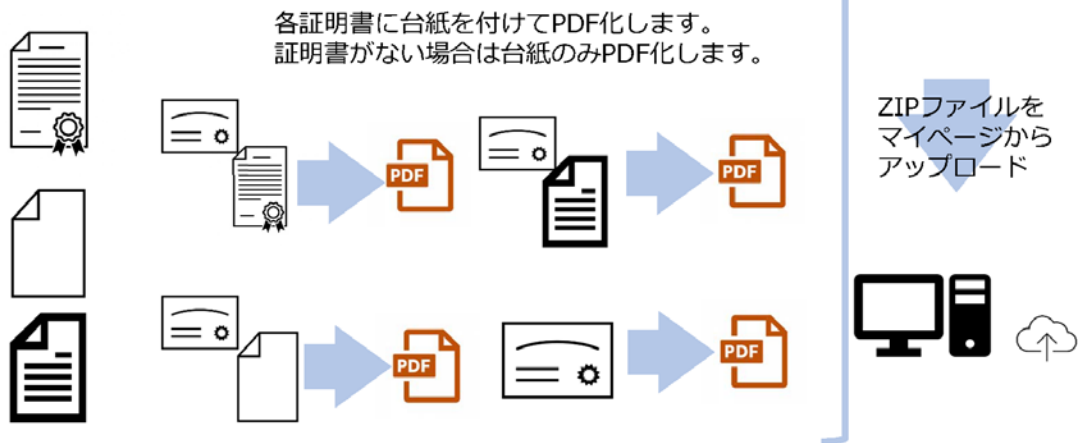 各証明書に台紙を付けてPDF化します。
証明書がない場合は台紙のみPDF化します。
ZIPファイルを
マイページから
アップロード
PDF
PDF
PDF
PDF